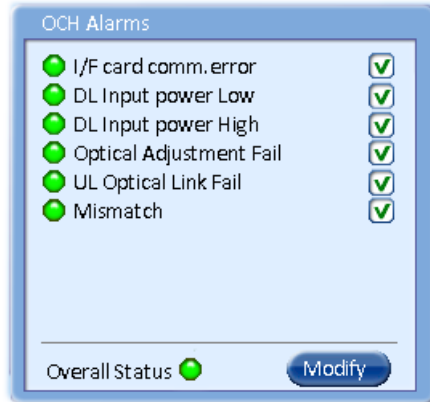 OCH Alarms
I/F card comm.error
DL Input power Low
DL Input power High
Optical Adjustment Fail
UL Optical Link Fail
Mismatch
Overall Status
Modify